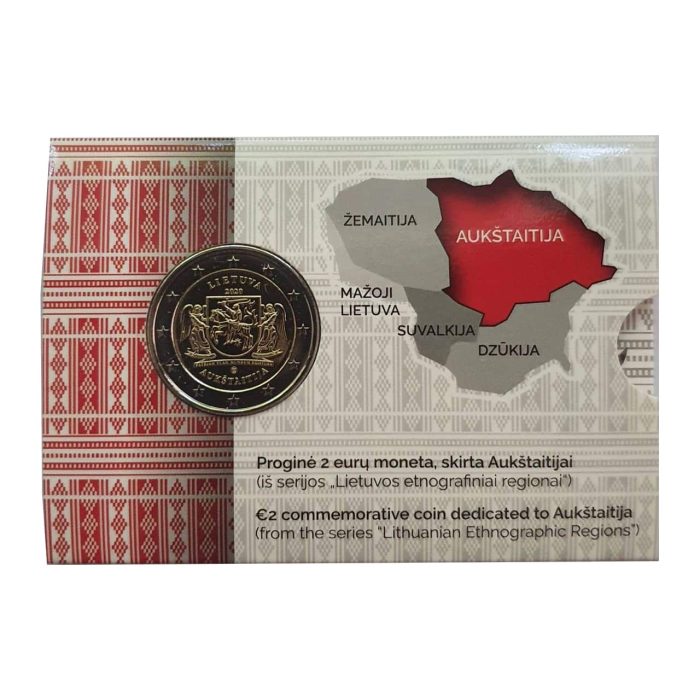 ŽEMAITIJA
AUKŠTAITIJA
MAŽOJI
LIETUVA
SUVALKIJA
DZŪKIJA
LIETUVA
2020
AUKŠTAITIJA
Proginė 2 eurų moneta, skirta Aukštaitijai
(iš serijos „Lietuvos etnografiniai regionai“)
€2 commemorative coin dedicated to Aukštaitija
(from the series “Lithuanian Ethnographic Regions”)